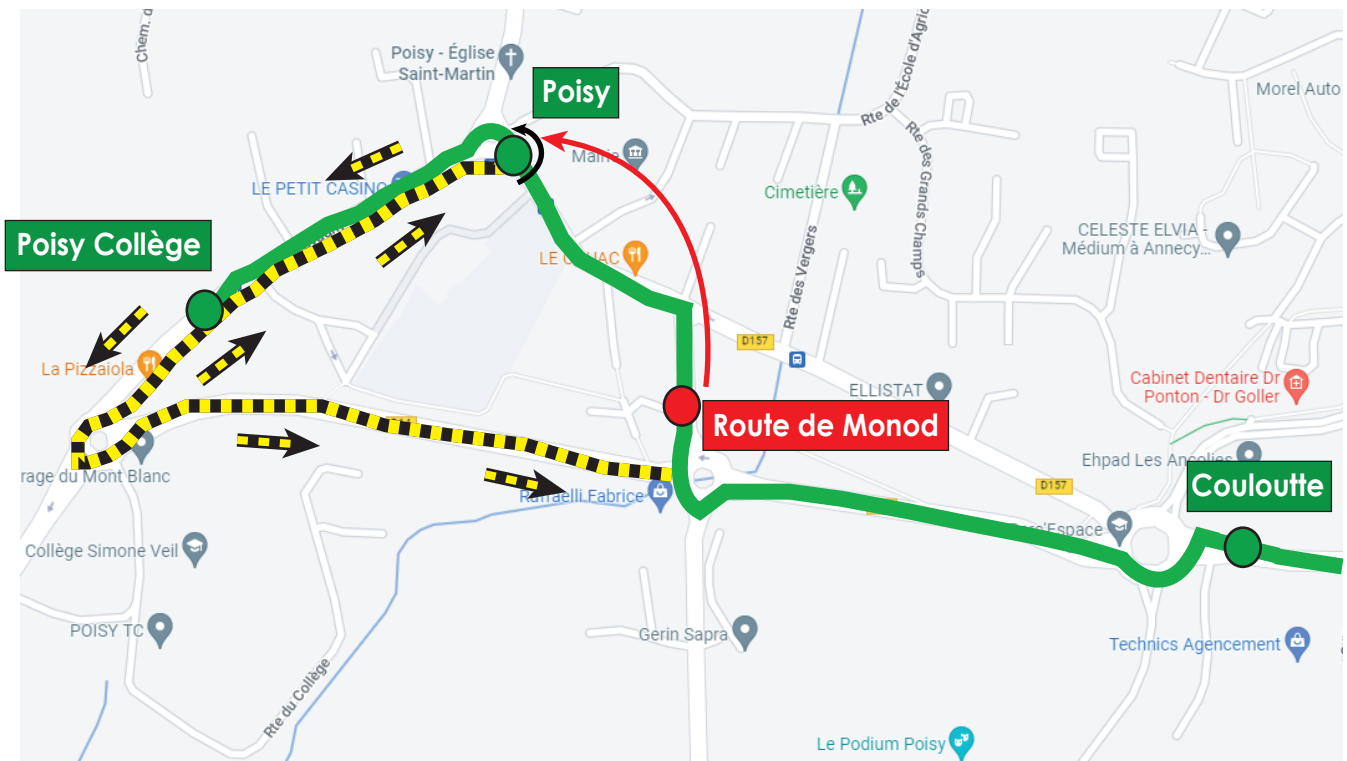 Chem. d
Poisy - Église
Saint-Martin
Poisy
Rte de l'École d'Agric
Morel Auto
Mairie
Rte des Grands Champs
LE PETIT CASINO
Cimetière
Poisy Collège
CELESTE ELVIA -
Médium à Annecy...
Rte des Vergers
D157
La Pizzaiola
ELLISTAT
Cabinet Dentaire Dr
Ponton - Dr Goller
Route de Monod
rage du Mont Blanc
Ehpad Les Ancolies
D157
Couloutte
Raffaelli Fabrice
Parc'Espace
Collège Simone Veil
POISY TC
Gerin Sapra
Technics Agencement
Rte du Collège
Le Podium Poisy